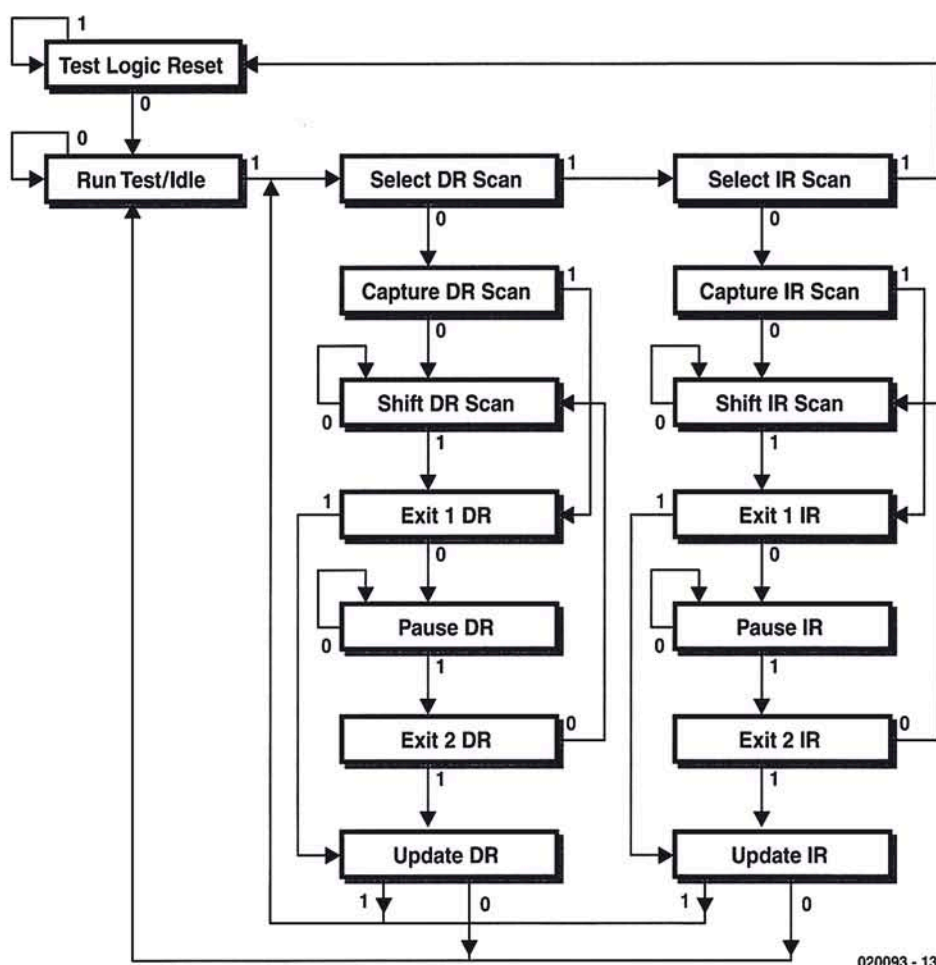 1
Test Logic Reset
0
0
Run Test/Idle
1
Select DR Scan
1
Select IR Scan
1
0
0
Capture DR Scan
1
Capture IR Scan
1
0
0
Shift DR Scan
Shift IR Scan
0
0
1
1
1
Exit 1 DR
1
Exit 1 IR
0
0
Pause DR
Pause IR
0
0
1
1
Exit 2 DR
0
Exit 2 IR
0
1
1
Update DR
Update IR
1
0
1
0
020093 - 13